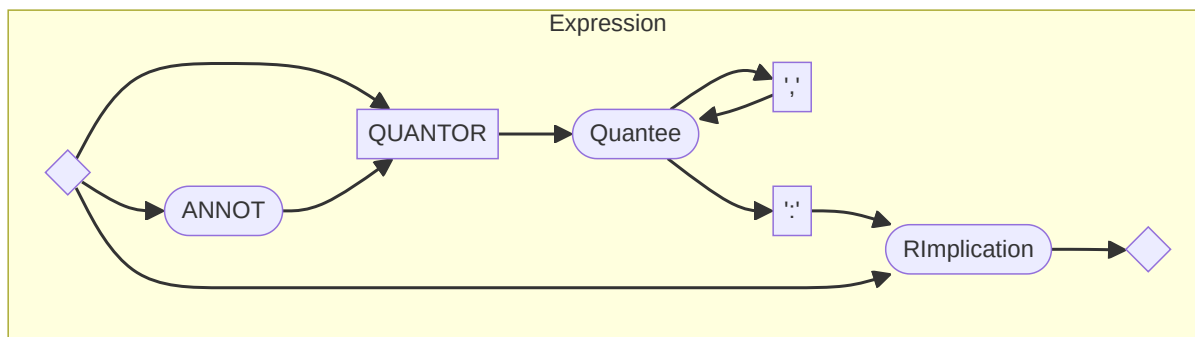 Expression
','
QUANTOR
Quantee
ANNOT
':'
RImplication